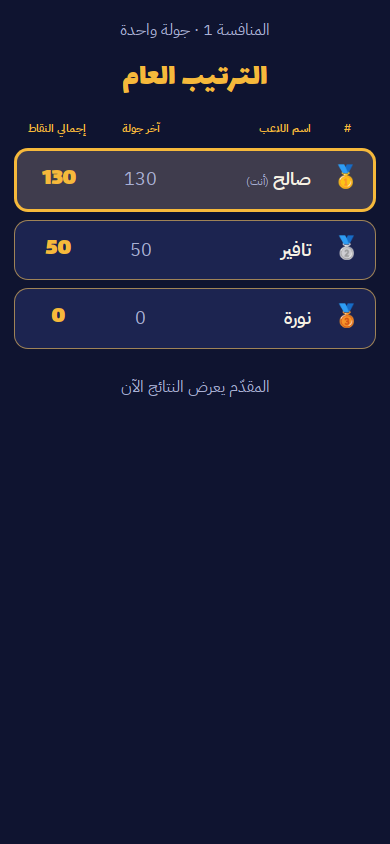 المنافسة 1 · جولة واحدة
الترتيب العام
# اسم اللاعب آخر جولة إجمالي النقاط
صالح (أنت) 130 130
تافير 50 50
نورة 0 0
المقدّم يعرض النتائج الآن